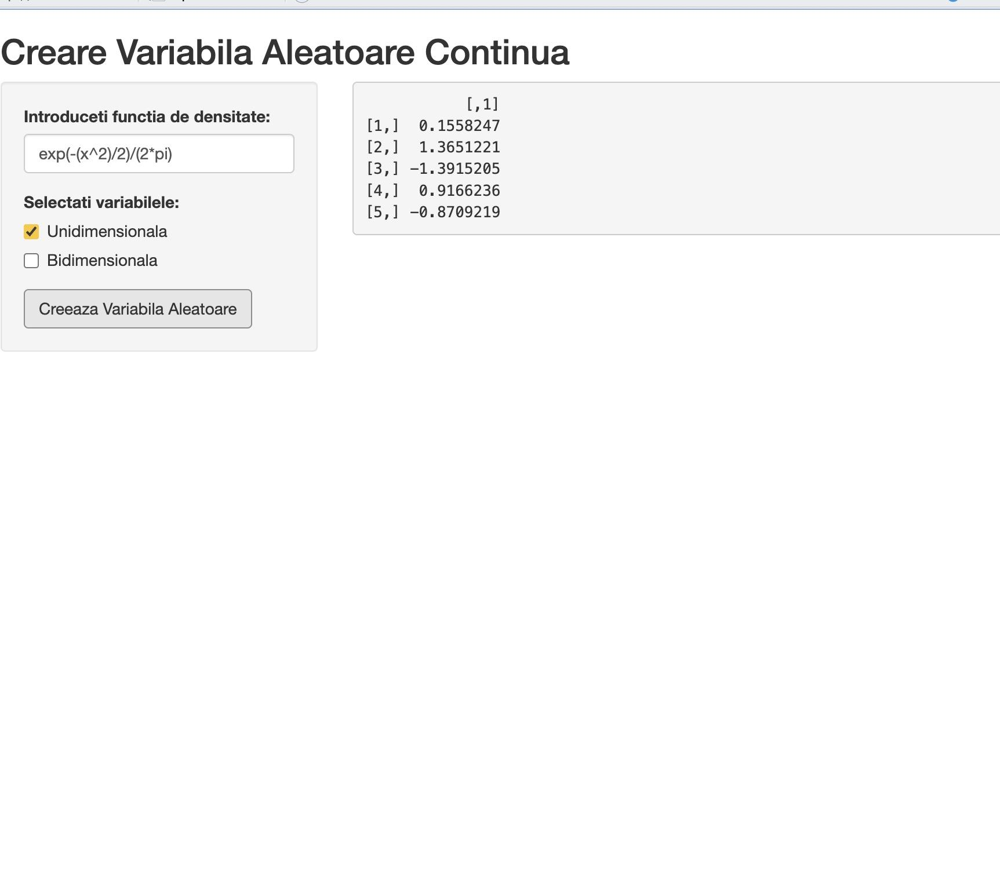 Creare Variabila Aleatoare Continua
Introduceti functia de densitate:
exp(-(x^2)/2)/(2*pi)
Selectati variabilele:
Unidimensionala
Bidimensionala
Creeaza Variabila Aleatoare
[,1]
[1,]  0.1558247
[2,]  1.3651221
[3,] -1.3915205
[4,]  0.9166236
[5,] -0.8709219